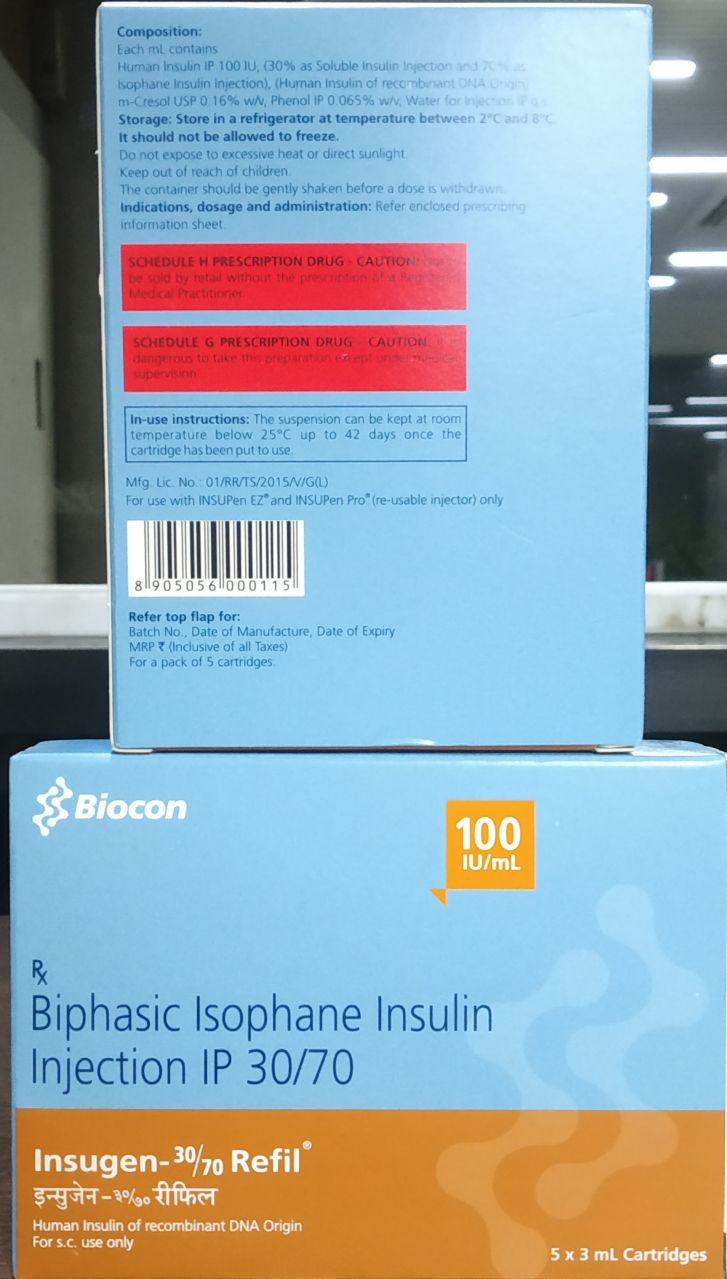 Composition:
Each mL contains
Human Insulin IP 100 IU, (30% as Soluble Insulin Injection and 70% as
Isophane Insulin Injection), (Human Insulin of recombinant DNA Origin)
m-Cresol USP 0.16% w/v, Phenol IP 0.065% w/v, Water for Injection IP q.s.
Storage: Store in a refrigerator at temperature between 2°C and 8°C.
It should not be allowed to freeze.
Do not expose to excessive heat or direct sunlight.
Keep out of reach of children.
The container should be gently shaken before a dose is withdrawn.
Indications, dosage and administration: Refer enclosed prescribing
information sheet.
SCHEDULE H PRESCRIPTION DRUG - CAUTION:
be sold by retail without the prescription of a Registered
Medical Practitioner.
SCHEDULE G PRESCRIPTION DRUG - CAUTION: It is
dangerous to take this preparation except under medical
supervision
In-use instructions: The suspension can be kept at room
temperature below 25°C up to 42 days once the
cartridge has been put to use.
Mfg. Lic. No.: 01/RR/TS/2015/V/G(L)
For use with INSUPen EZ® and INSUPen Pro® (re-usable injector) only
8 905056 000115
Refer top flap for:
Batch No., Date of Manufacture, Date of Expiry
MRP ₹ (Inclusive of all Taxes)
For a pack of 5 cartridges.
Biocon
100
IU/mL
Rx
Biphasic Isophane Insulin
Injection IP 30/70
Insugen-30/70 Refil®
इन्सुजेन-३०/७० रीफिल
Human Insulin of recombinant DNA Origin
For s.c. use only
5 x 3 mL Cartridges